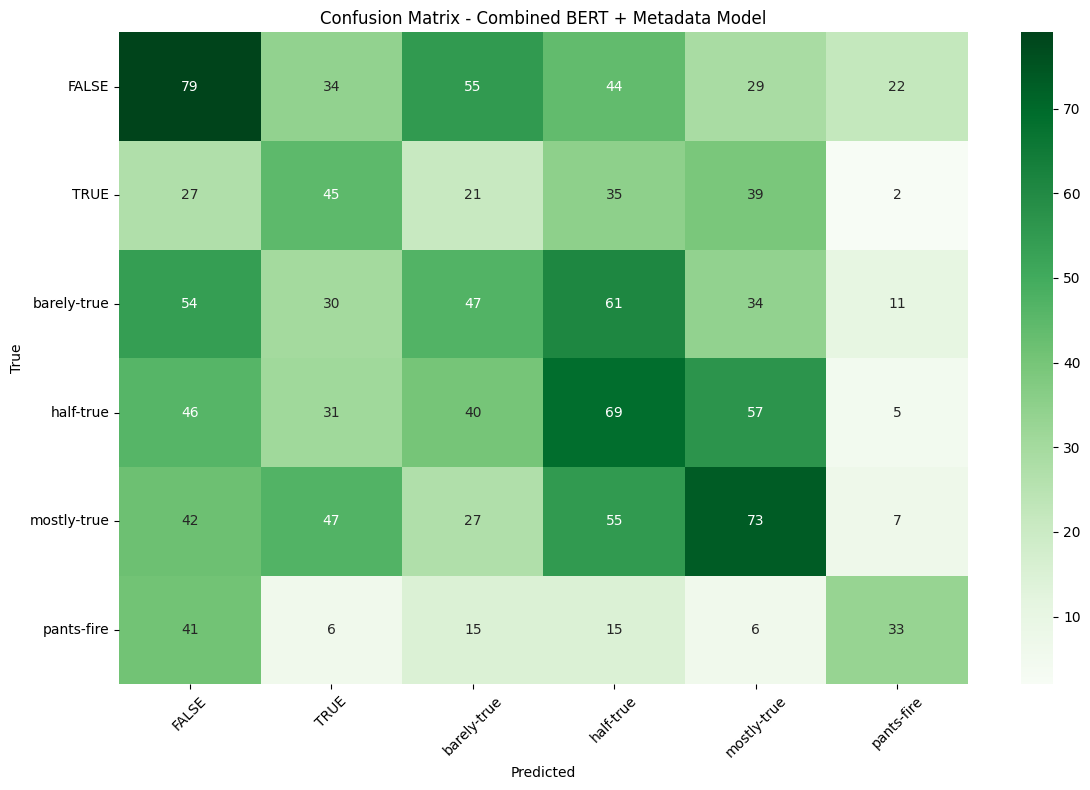 Confusion Matrix - Combined BERT + Metadata Model
FALSE 79 34 55 44 29 22
TRUE 27 45 21 35 39 2
barely-true 54 30 47 61 34 11
half-true 46 31 40 69 57 5
mostly-true 42 47 27 55 73 7
pants-fire 41 6 15 15 6 33
True
FALSE TRUE barely-true half-true mostly-true pants-fire
Predicted
70
60
50
40
30
20
10